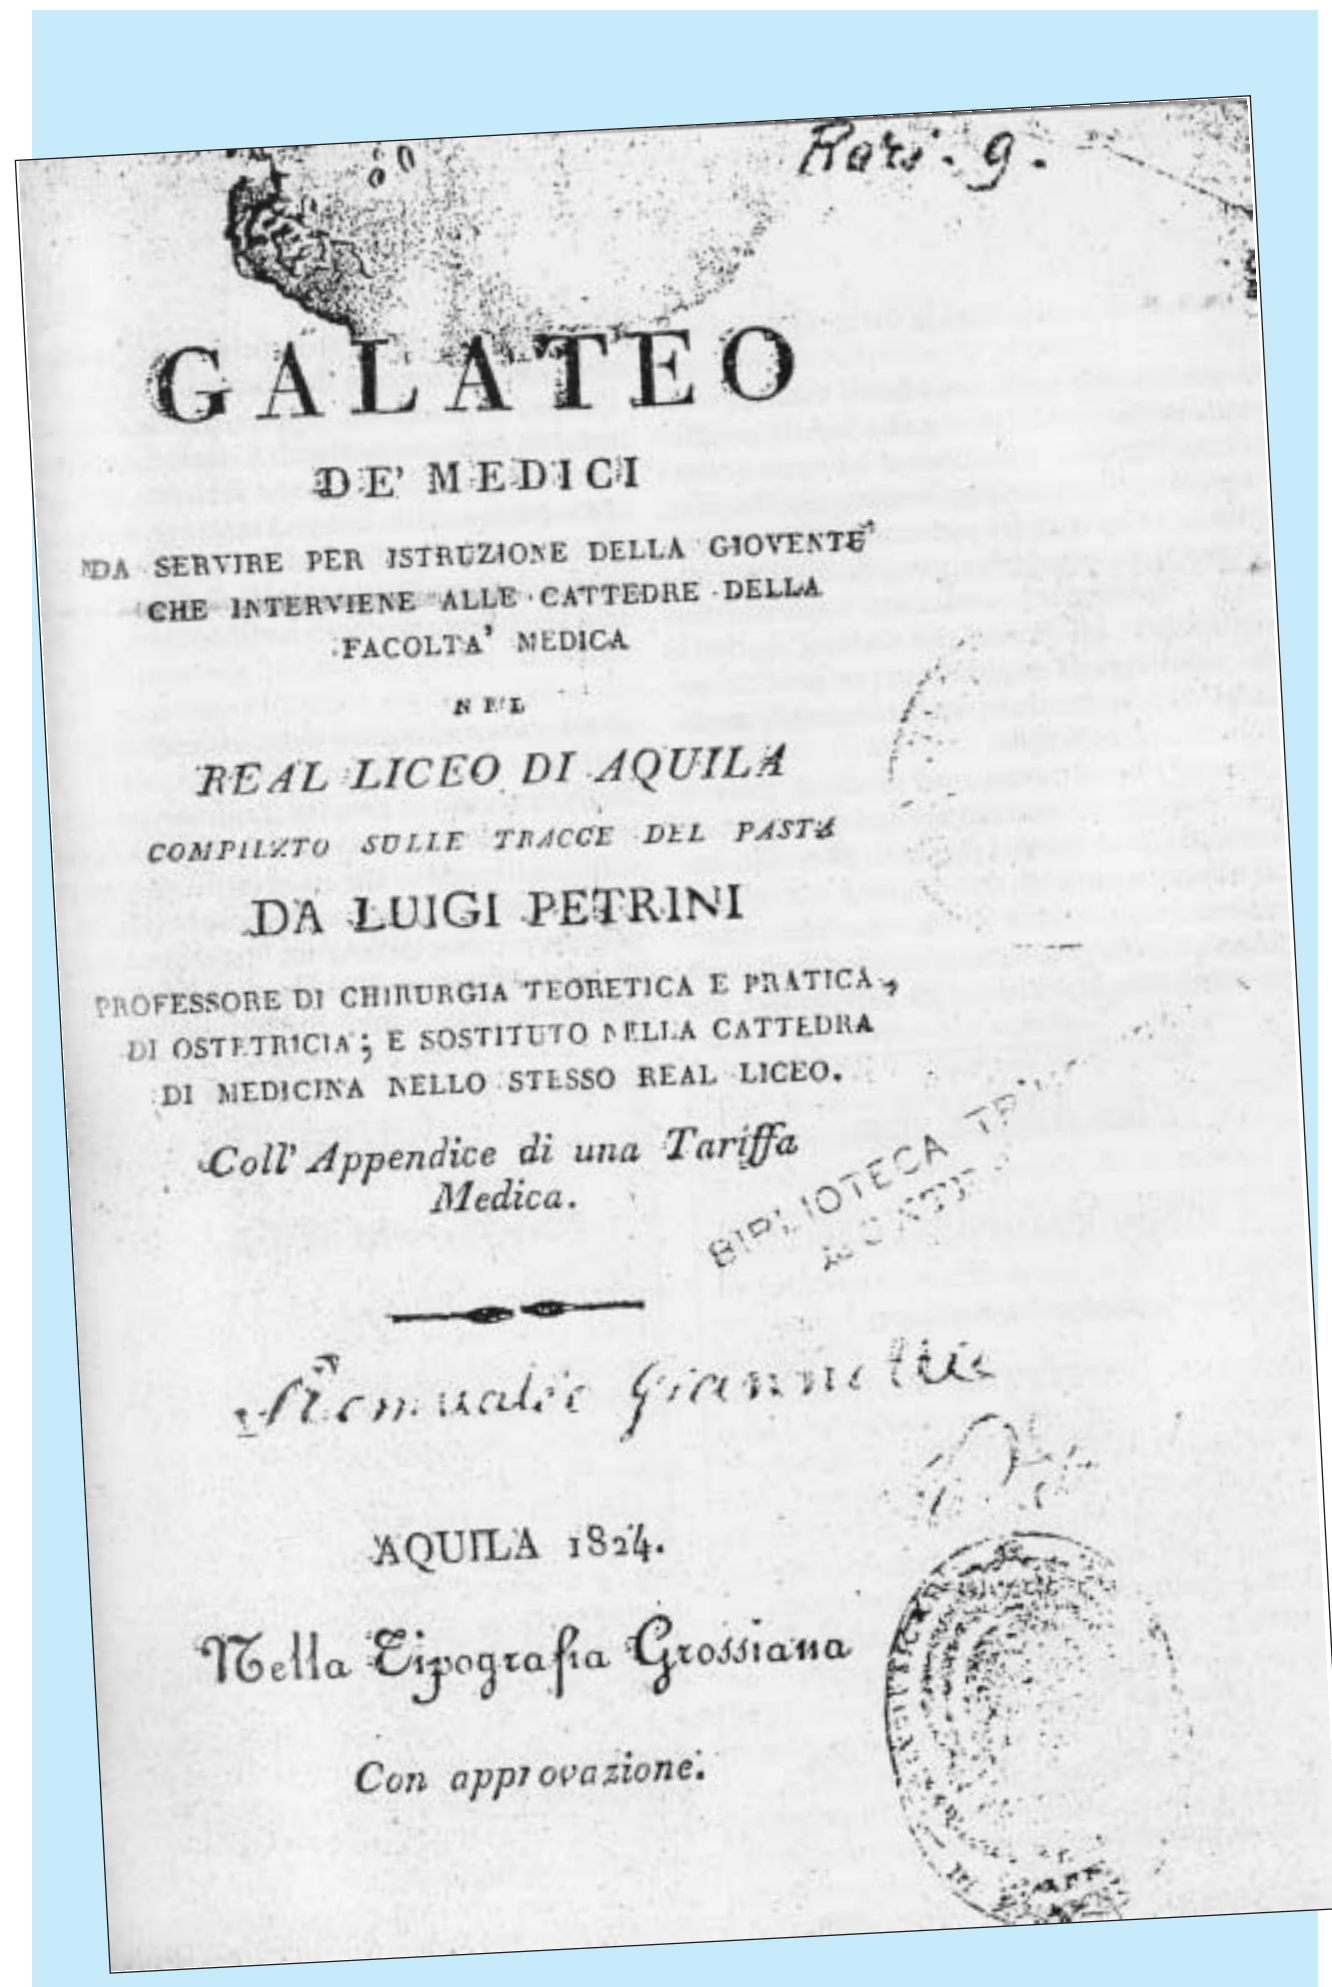 Rari. 9.
GALATEO
DE' MEDICI
DA SERVIRE PER ISTRUZIONE DELLA GIOVENTU'
CHE INTERVIENE ALLE CATTEDRE DELLA
FACOLTA' MEDICA
NEL
REAL LICEO DI AQUILA
COMPILATO SULLE TRACCE DEL PASTA
DA LUIGI PETRINI
PROFESSORE DI CHIRURGIA TEORETICA E PRATICA,
DI OSTETRICIA; E SOSTITUTO NELLA CATTEDRA
DI MEDICINA NELLO STESSO REAL LICEO.
Coll' Appendice di una Tariffa
Medica.
BIBLIOTECA
Romualdo Giannetti
AQUILA 1824.
Nella Tipografia Grossiana
Con approvazione.